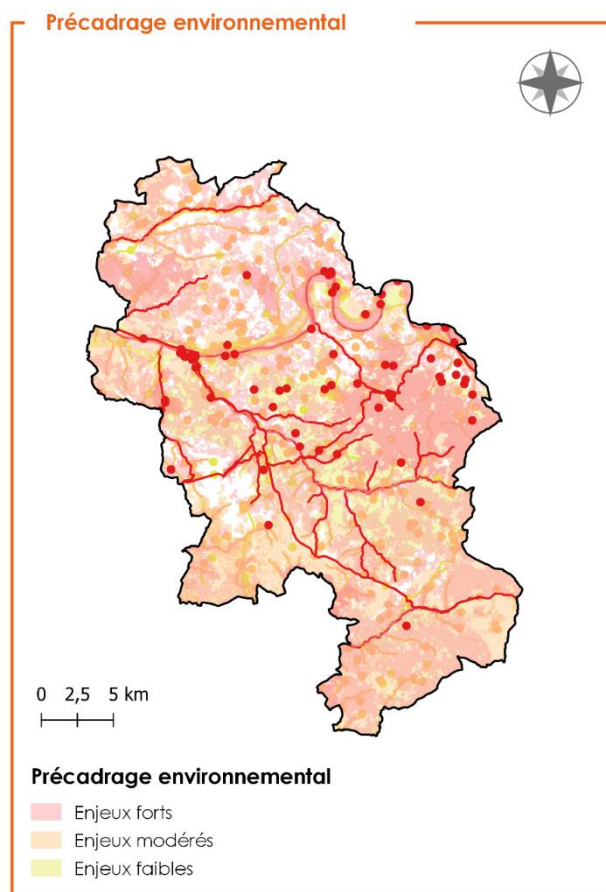 Précadrage environnemental
0 2,5 5 km
Précadrage environnemental
Enjeux forts
Enjeux modérés
Enjeux faibles